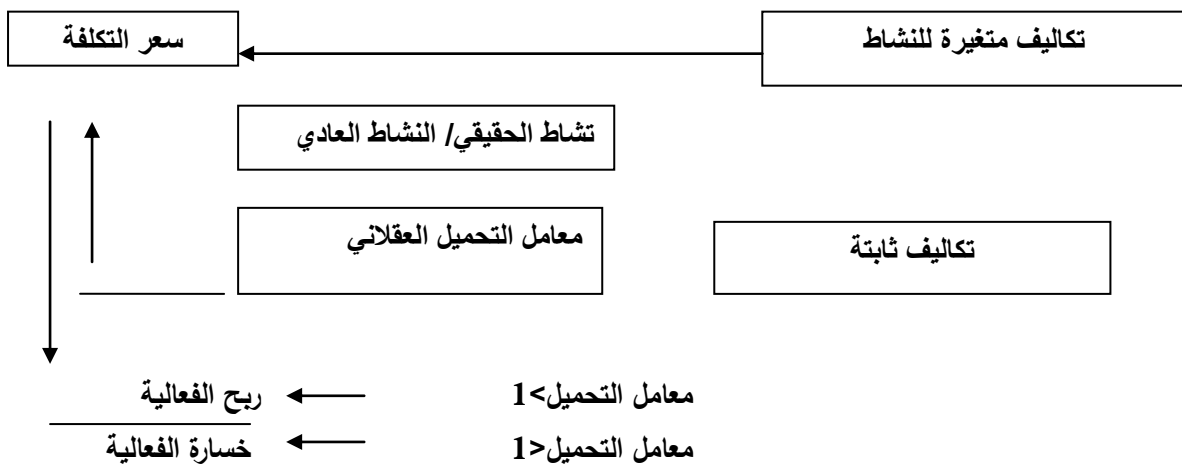 تكاليف متغيرة للنشاط
سعر التكلفة
تشاط الحقيقي/ النشاط العادي
معامل التحميل العقلاني
تكاليف ثابتة
معامل التحميل>1
ربح الفعالية
معامل التحميل<1
خسارة الفعالية